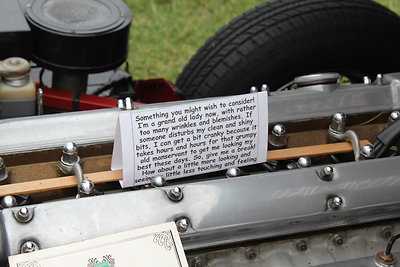 Something you might wish to consider!
I'm a grand old lady now, with rather
too many wrinkles and blemishes. If
someone disturbs my clean and shiny
bits, I can get a bit cranky because it
takes hours and hours for that grumpy
old manservant to get me looking my
best these days. So, give me a break!
How about a little more looking and
seeing & little less touching and feeling